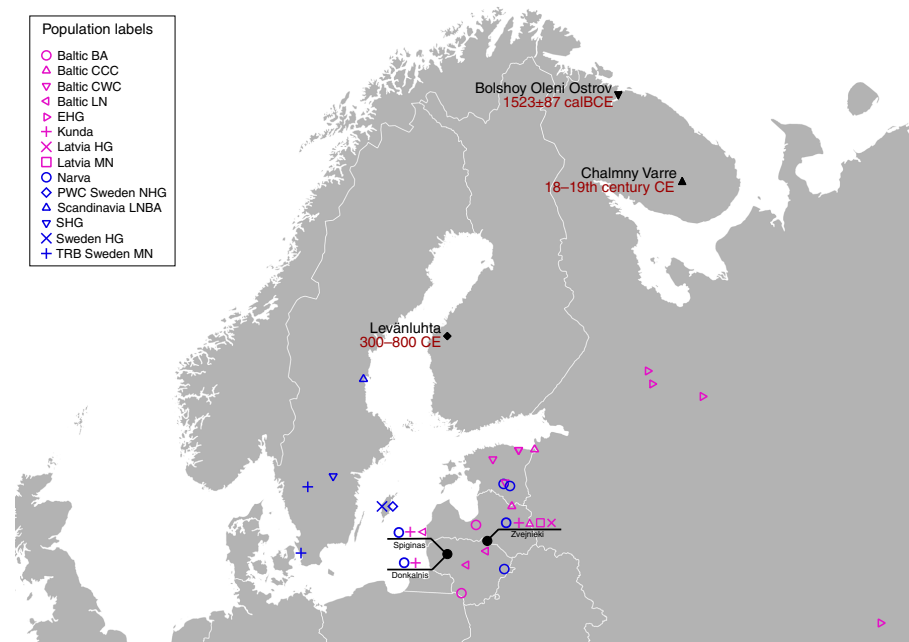 Population labels
Baltic BA
Baltic CCC
Baltic CWC
Baltic LN
EHG
Kunda
Latvia HG
Latvia MN
Narva
PWC Sweden NHG
Scandinavia LNBA
SHG
Sweden HG
TRB Sweden MN
Bolshoy Oleni Ostrov
1523±87 calBCE
Chalmny Varre
18–19th century CE
Levänluhta
300–800 CE
Zvejnieki
Spiginas
Donkalnis